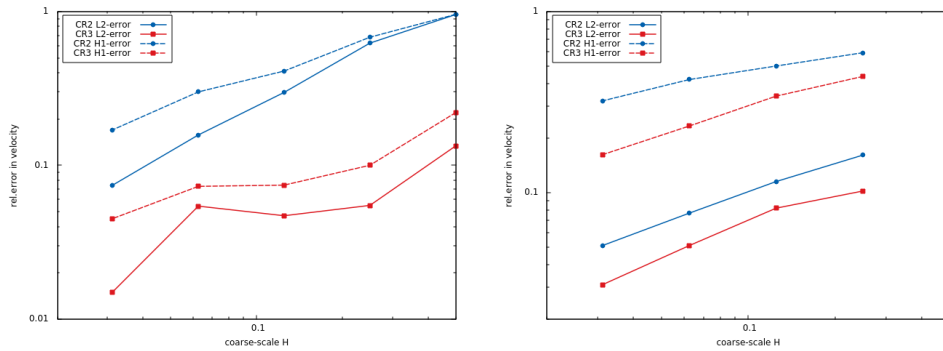 1
0.1
0.01
rel.error in velocity
CR2 L2-error
CR3 L2-error
CR2 H1-error
CR3 H1-error
0.1
coarse-scale H
1
0.1
rel.error in velocity
CR2 L2-error
CR3 L2-error
CR2 H1-error
CR3 H1-error
0.1
coarse-scale H